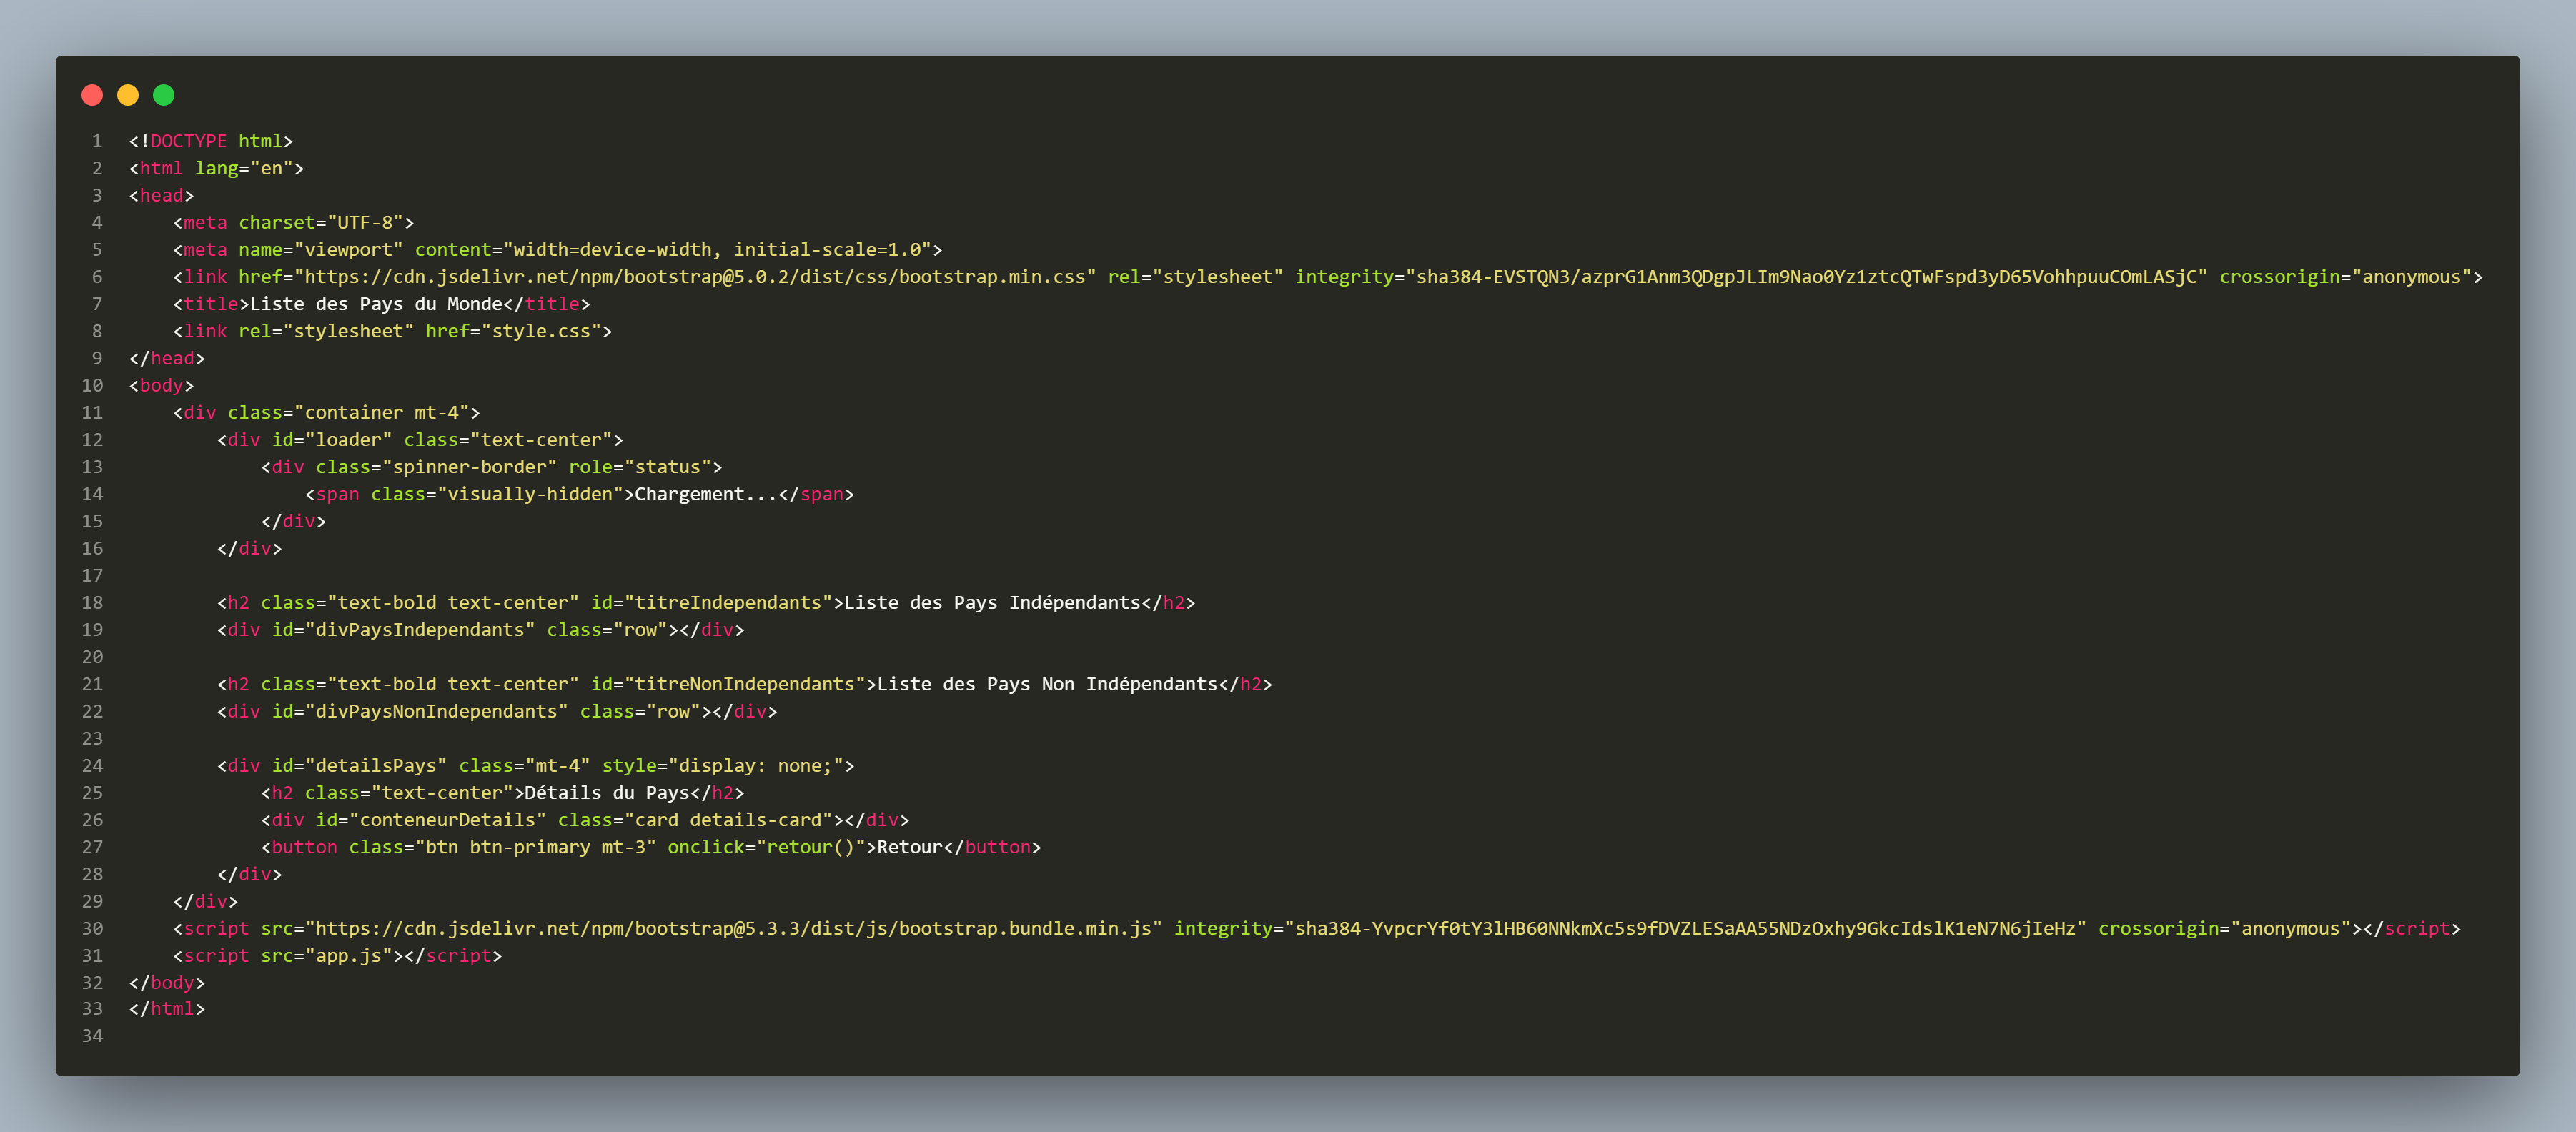 1 <!DOCTYPE html>
2 <html lang="en">
3 <head>
4     <meta charset="UTF-8">
5     <meta name="viewport" content="width=device-width, initial-scale=1.0">
6     <link href="https://cdn.jsdelivr.net/npm/bootstrap@5.0.2/dist/css/bootstrap.min.css" rel="stylesheet" integrity="sha384-EVSTQN3/azprG1Anm3QDgpJLIm9Nao0Yz1ztcQTwFspd3yD65VohhpuuCOmLASjC" crossorigin="anonymous">
7     <title>Liste des Pays du Monde</title>
8     <link rel="stylesheet" href="style.css">
9 </head>
10 <body>
11     <div class="container mt-4">
12         <div id="loader" class="text-center">
13             <div class="spinner-border" role="status">
14                 <span class="visually-hidden">Chargement...</span>
15             </div>
16         </div>
17
18         <h2 class="text-bold text-center" id="titreIndependants">Liste des Pays Indépendants</h2>
19         <div id="divPaysIndependants" class="row"></div>
20
21         <h2 class="text-bold text-center" id="titreNonIndependants">Liste des Pays Non Indépendants</h2>
22         <div id="divPaysNonIndependants" class="row"></div>
23
24         <div id="detailsPays" class="mt-4" style="display: none;">
25             <h2 class="text-center">Détails du Pays</h2>
26             <div id="conteneurDetails" class="card details-card"></div>
27             <button class="btn btn-primary mt-3" onclick="retour()">Retour</button>
28         </div>
29     </div>
30     <script src="https://cdn.jsdelivr.net/npm/bootstrap@5.3.3/dist/js/bootstrap.bundle.min.js" integrity="sha384-YvpcrYf0tY3lHB60NNkmXc5s9fDVZLESaAA55NDzOxhy9GkcIdslK1eN7N6jIeHz" crossorigin="anonymous"></script>
31     <script src="app.js"></script>
32 </body>
33 </html>
34